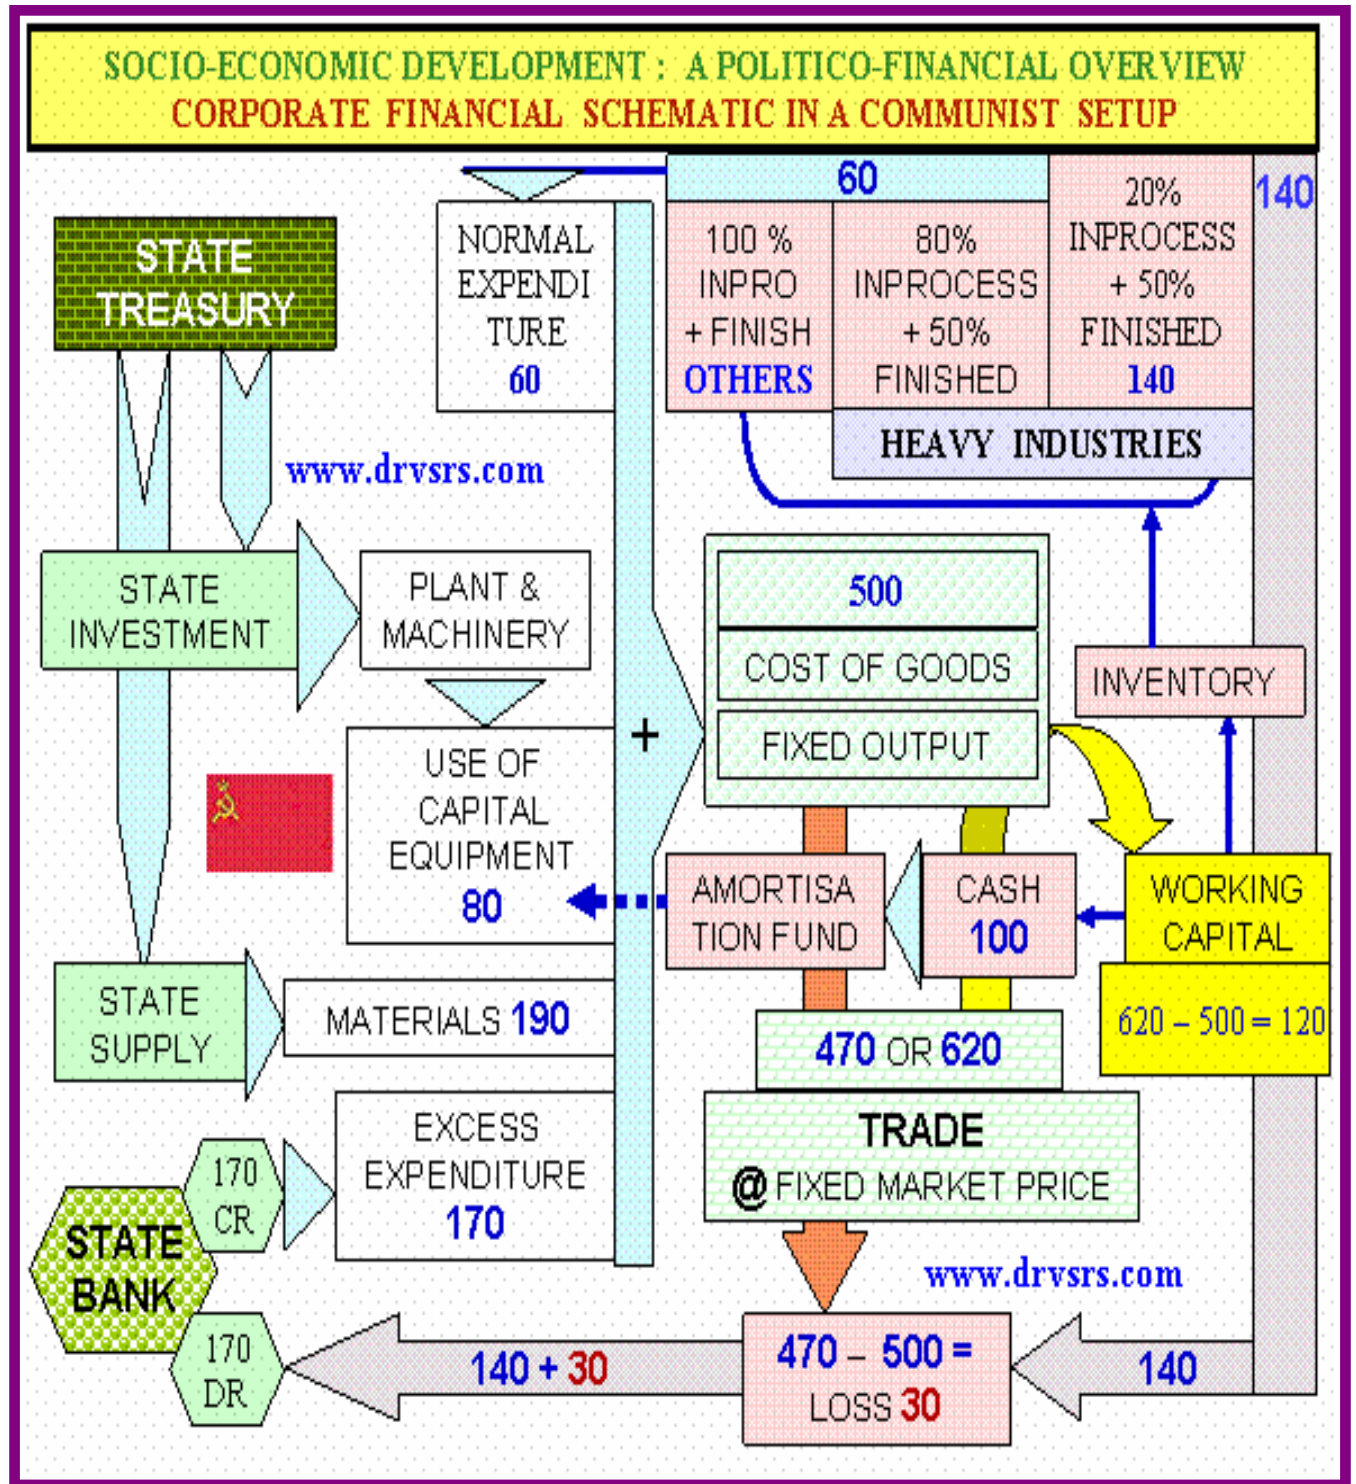 SOCIO-ECONOMIC DEVELOPMENT : A POLITICO-FINANCIAL OVERVIEW
CORPORATE FINANCIAL SCHEMATIC IN A COMMUNIST SETUP
STATE
TREASURY
NORMAL
EXPENDI
TURE
60
60
100 %
INPRO
+ FINISH
OTHERS
80%
INPROCESS
+ 50%
FINISHED
20%
INPROCESS
+ 50%
FINISHED
140
140
HEAVY INDUSTRIES
www.drvsrs.com
STATE
INVESTMENT
PLANT &
MACHINERY
500
COST OF GOODS
FIXED OUTPUT
INVENTORY
+
USE OF
CAPITAL
EQUIPMENT
80
AMORTISA
TION FUND
CASH
100
WORKING
CAPITAL
620 – 500 = 120
STATE
SUPPLY
MATERIALS 190
470 OR 620
TRADE
@ FIXED MARKET PRICE
EXCESS
EXPENDITURE
170
170
CR
STATE
BANK
170
DR
www.drvsrs.com
140 + 30
470 – 500 =
LOSS 30
140